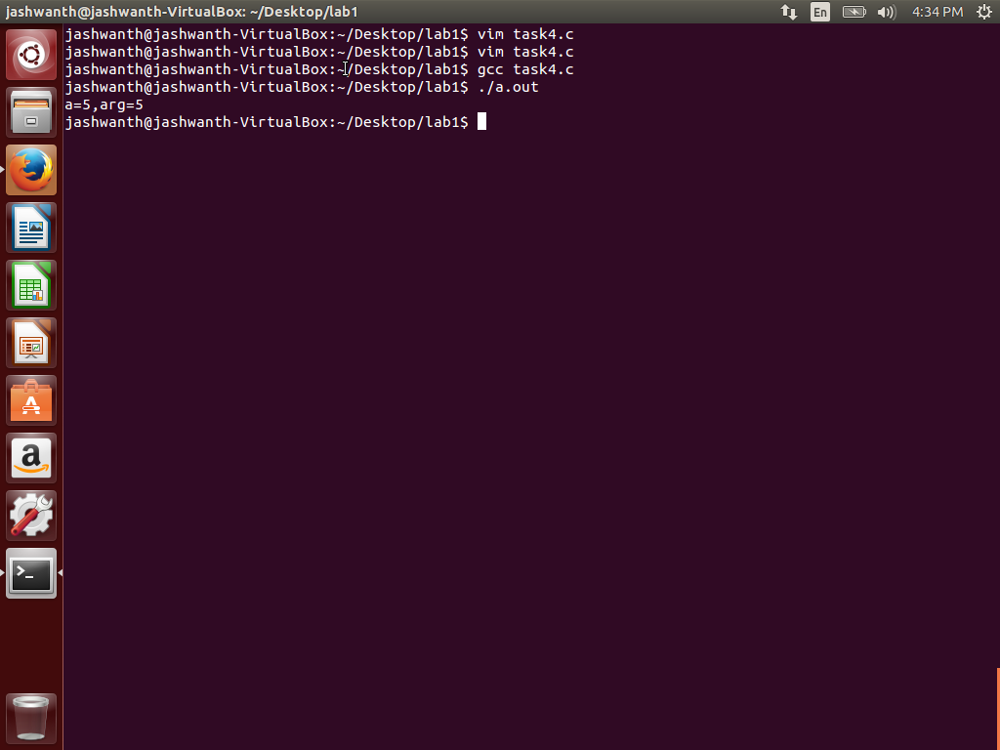 jashwanth@jashwanth-VirtualBox: ~/Desktop/lab1
En
4:34 PM
jashwanth@jashwanth-VirtualBox:~/Desktop/lab1$ vim task4.c
jashwanth@jashwanth-VirtualBox:~/Desktop/lab1$ vim task4.c
jashwanth@jashwanth-VirtualBox:~/Desktop/lab1$ gcc task4.c
jashwanth@jashwanth-VirtualBox:~/Desktop/lab1$ ./a.out
a=5,arg=5
jashwanth@jashwanth-VirtualBox:~/Desktop/lab1$